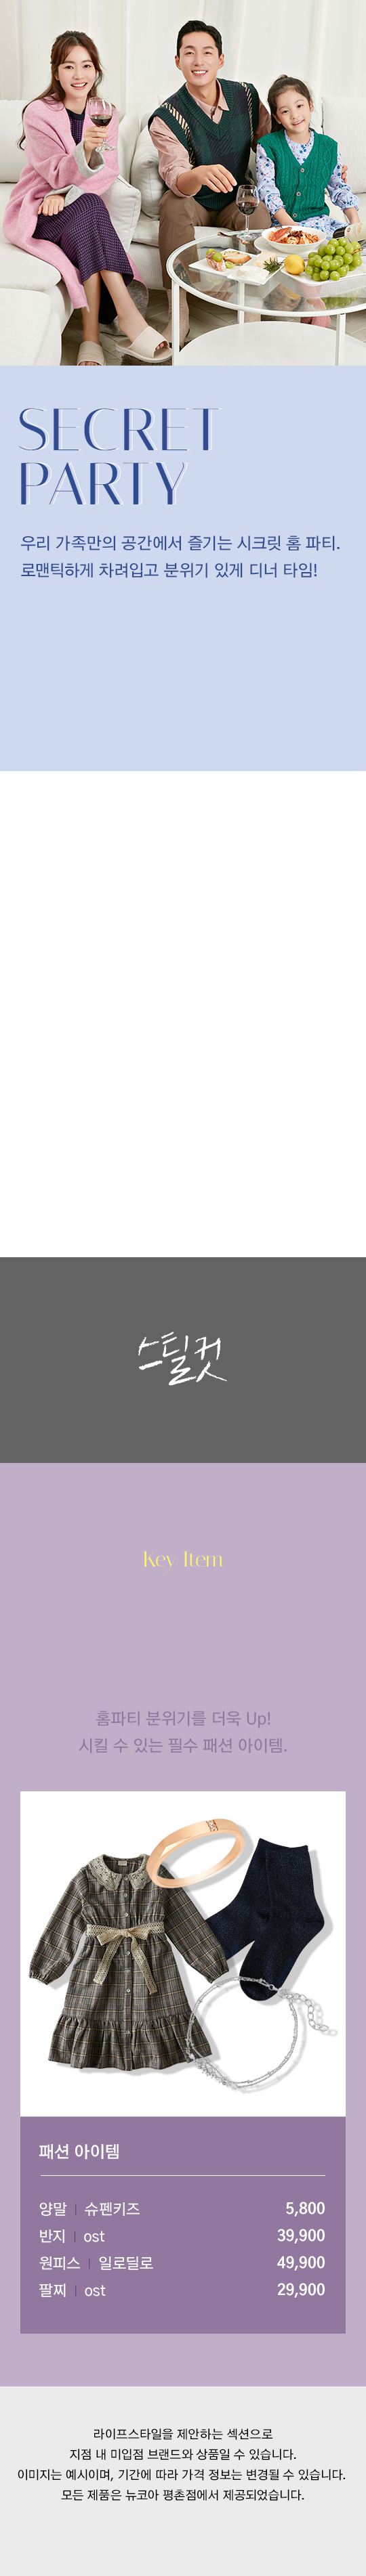 SECRET
PARTY
우리 가족만의 공간에서 즐기는 시크릿 홈 파티.
로맨틱하게 차려입고 분위기 있게 디너 타임!
스틸컷
Key Item
홈파티 분위기를 더욱 Up!
시킬 수 있는 필수 패션 아이템.
패션 아이템
양말 | 슈펜키즈 5,800
반지 | ost 39,900
원피스 | 일로딜로 49,900
팔찌 | ost 29,900
라이프스타일을 제안하는 섹션으로
지점 내 미입점 브랜드와 상품일 수 있습니다.
이미지는 예시이며, 기간에 따라 가격 정보는 변경될 수 있습니다.
모든 제품은 뉴코아 평촌점에서 제공되었습니다.